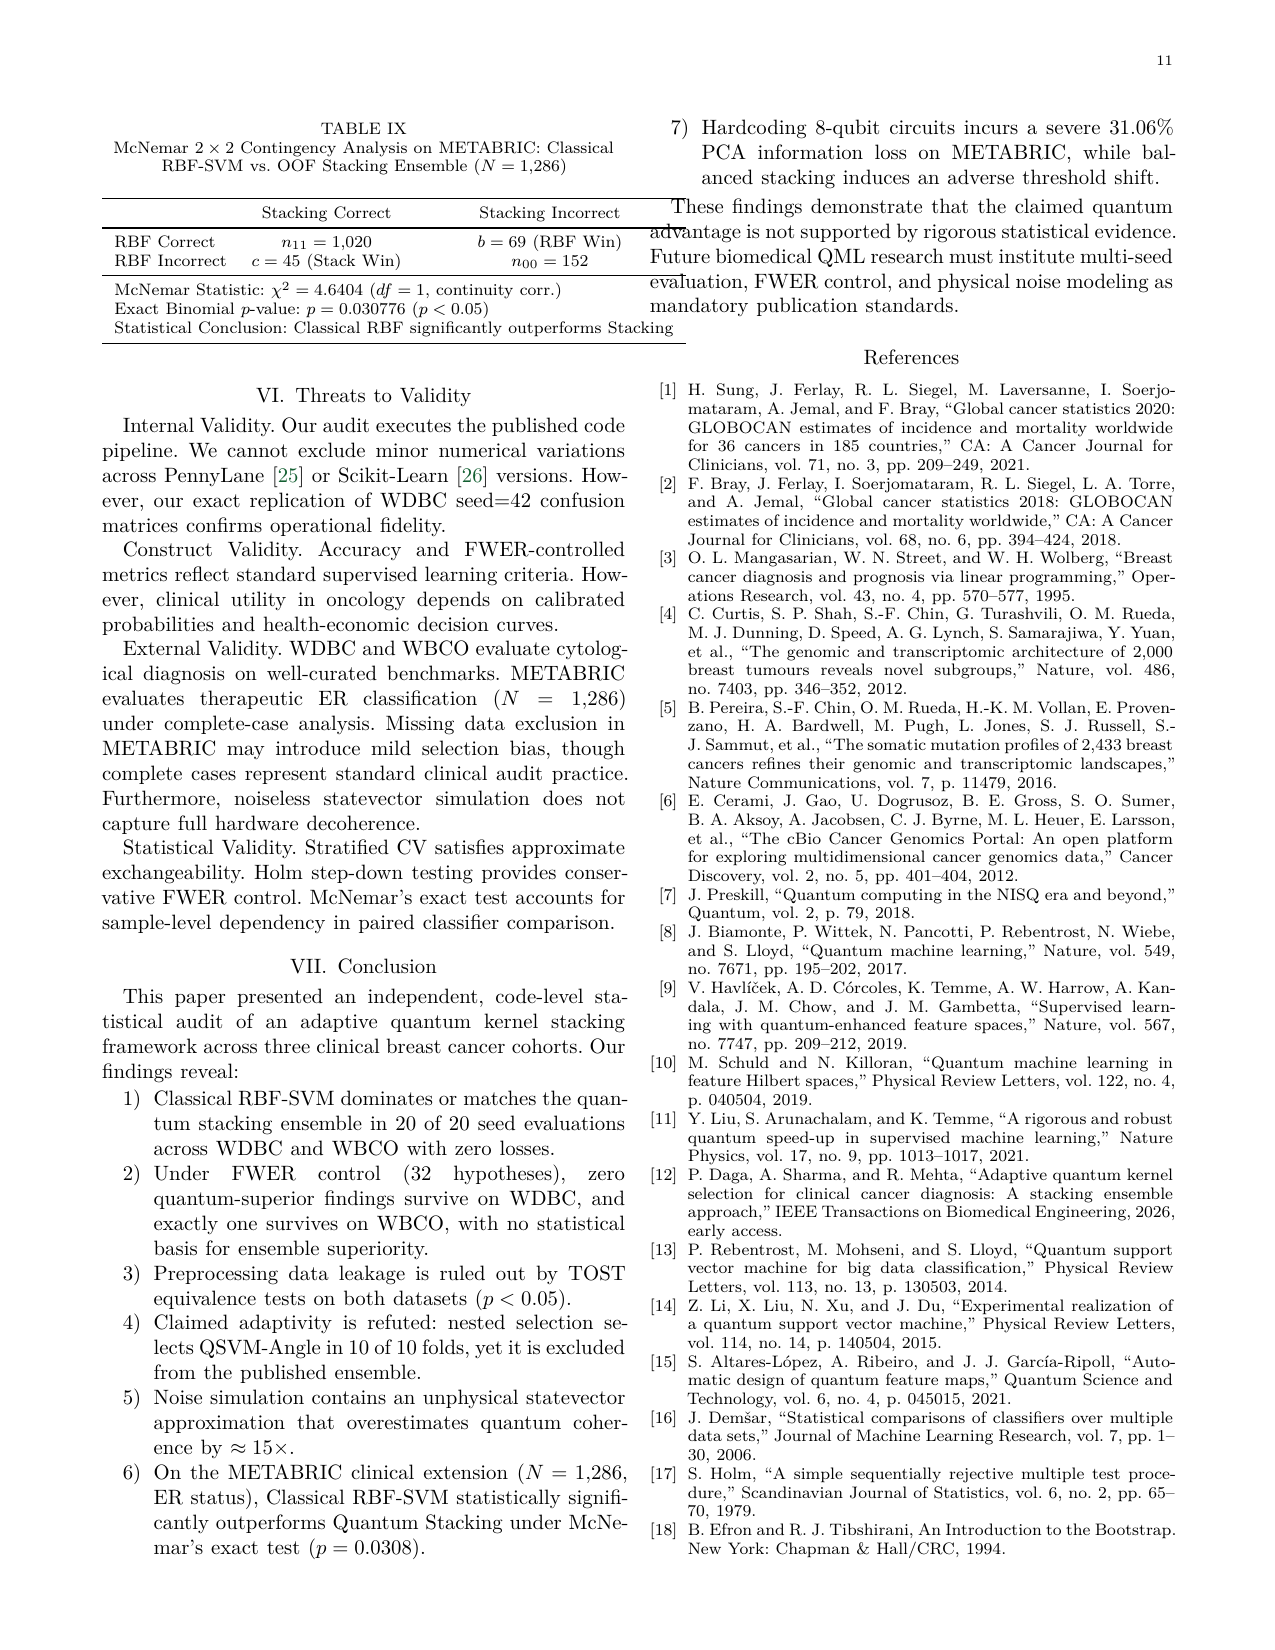 11
TABLE IX
McNemar 2 × 2 Contingency Analysis on METABRIC: Classical
RBF-SVM vs. OOF Stacking Ensemble (N = 1,286)
Stacking Correct Stacking Incorrect
RBF Correct n11 = 1,020 b = 69 (RBF Win)
RBF Incorrect c = 45 (Stack Win) n00 = 152
McNemar Statistic: χ² = 4.6404 (df = 1, continuity corr.)
Exact Binomial p-value: p = 0.030776 (p < 0.05)
Statistical Conclusion: Classical RBF significantly outperforms Stacking
VI. Threats to Validity
Internal Validity. Our audit executes the published code
pipeline. We cannot exclude minor numerical variations
across PennyLane [25] or Scikit-Learn [26] versions. How-
ever, our exact replication of WDBC seed=42 confusion
matrices confirms operational fidelity.
Construct Validity. Accuracy and FWER-controlled
metrics reflect standard supervised learning criteria. How-
ever, clinical utility in oncology depends on calibrated
probabilities and health-economic decision curves.
External Validity. WDBC and WBCO evaluate cytolog-
ical diagnosis on well-curated benchmarks. METABRIC
evaluates therapeutic ER classification (N = 1,286)
under complete-case analysis. Missing data exclusion in
METABRIC may introduce mild selection bias, though
complete cases represent standard clinical audit practice.
Furthermore, noiseless statevector simulation does not
capture full hardware decoherence.
Statistical Validity. Stratified CV satisfies approximate
exchangeability. Holm step-down testing provides conser-
vative FWER control. McNemar's exact test accounts for
sample-level dependency in paired classifier comparison.
VII. Conclusion
This paper presented an independent, code-level sta-
tistical audit of an adaptive quantum kernel stacking
framework across three clinical breast cancer cohorts. Our
findings reveal:
1) Classical RBF-SVM dominates or matches the quan-
tum stacking ensemble in 20 of 20 seed evaluations
across WDBC and WBCO with zero losses.
2) Under FWER control (32 hypotheses), zero
quantum-superior findings survive on WDBC, and
exactly one survives on WBCO, with no statistical
basis for ensemble superiority.
3) Preprocessing data leakage is ruled out by TOST
equivalence tests on both datasets (p < 0.05).
4) Claimed adaptivity is refuted: nested selection se-
lects QSVM-Angle in 10 of 10 folds, yet it is excluded
from the published ensemble.
5) Noise simulation contains an unphysical statevector
approximation that overestimates quantum coher-
ence by ≈ 15×.
6) On the METABRIC clinical extension (N = 1,286,
ER status), Classical RBF-SVM statistically signifi-
cantly outperforms Quantum Stacking under McNe-
mar's exact test (p = 0.0308).
7) Hardcoding 8-qubit circuits incurs a severe 31.06%
PCA information loss on METABRIC, while bal-
anced stacking induces an adverse threshold shift.
These findings demonstrate that the claimed quantum
advantage is not supported by rigorous statistical evidence.
Future biomedical QML research must institute multi-seed
evaluation, FWER control, and physical noise modeling as
mandatory publication standards.
References
[1] H. Sung, J. Ferlay, R. L. Siegel, M. Laversanne, I. Soerjo-
mataram, A. Jemal, and F. Bray, “Global cancer statistics 2020:
GLOBOCAN estimates of incidence and mortality worldwide
for 36 cancers in 185 countries,” CA: A Cancer Journal for
Clinicians, vol. 71, no. 3, pp. 209–249, 2021.
[2] F. Bray, J. Ferlay, I. Soerjomataram, R. L. Siegel, L. A. Torre,
and A. Jemal, “Global cancer statistics 2018: GLOBOCAN
estimates of incidence and mortality worldwide,” CA: A Cancer
Journal for Clinicians, vol. 68, no. 6, pp. 394–424, 2018.
[3] O. L. Mangasarian, W. N. Street, and W. H. Wolberg, “Breast
cancer diagnosis and prognosis via linear programming,” Oper-
ations Research, vol. 43, no. 4, pp. 570–577, 1995.
[4] C. Curtis, S. P. Shah, S.-F. Chin, G. Turashvili, O. M. Rueda,
M. J. Dunning, D. Speed, A. G. Lynch, S. Samarajiwa, Y. Yuan,
et al., “The genomic and transcriptomic architecture of 2,000
breast tumours reveals novel subgroups,” Nature, vol. 486,
no. 7403, pp. 346–352, 2012.
[5] B. Pereira, S.-F. Chin, O. M. Rueda, H.-K. M. Vollan, E. Proven-
zano, H. A. Bardwell, M. Pugh, L. Jones, S. J. Russell, S.-
J. Sammut, et al., “The somatic mutation profiles of 2,433 breast
cancers refines their genomic and transcriptomic landscapes,”
Nature Communications, vol. 7, p. 11479, 2016.
[6] E. Cerami, J. Gao, U. Dogrusoz, B. E. Gross, S. O. Sumer,
B. A. Aksoy, A. Jacobsen, C. J. Byrne, M. L. Heuer, E. Larsson,
et al., “The cBio Cancer Genomics Portal: An open platform
for exploring multidimensional cancer genomics data,” Cancer
Discovery, vol. 2, no. 5, pp. 401–404, 2012.
[7] J. Preskill, “Quantum computing in the NISQ era and beyond,”
Quantum, vol. 2, p. 79, 2018.
[8] J. Biamonte, P. Wittek, N. Pancotti, P. Rebentrost, N. Wiebe,
and S. Lloyd, “Quantum machine learning,” Nature, vol. 549,
no. 7671, pp. 195–202, 2017.
[9] V. Havlíček, A. D. Córcoles, K. Temme, A. W. Harrow, A. Kan-
dala, J. M. Chow, and J. M. Gambetta, “Supervised learn-
ing with quantum-enhanced feature spaces,” Nature, vol. 567,
no. 7747, pp. 209–212, 2019.
[10] M. Schuld and N. Killoran, “Quantum machine learning in
feature Hilbert spaces,” Physical Review Letters, vol. 122, no. 4,
p. 040504, 2019.
[11] Y. Liu, S. Arunachalam, and K. Temme, “A rigorous and robust
quantum speed-up in supervised machine learning,” Nature
Physics, vol. 17, no. 9, pp. 1013–1017, 2021.
[12] P. Daga, A. Sharma, and R. Mehta, “Adaptive quantum kernel
selection for clinical cancer diagnosis: A stacking ensemble
approach,” IEEE Transactions on Biomedical Engineering, 2026,
early access.
[13] P. Rebentrost, M. Mohseni, and S. Lloyd, “Quantum support
vector machine for big data classification,” Physical Review
Letters, vol. 113, no. 13, p. 130503, 2014.
[14] Z. Li, X. Liu, N. Xu, and J. Du, “Experimental realization of
a quantum support vector machine,” Physical Review Letters,
vol. 114, no. 14, p. 140504, 2015.
[15] S. Altares-López, A. Ribeiro, and J. J. García-Ripoll, “Auto-
matic design of quantum feature maps,” Quantum Science and
Technology, vol. 6, no. 4, p. 045015, 2021.
[16] J. Demšar, “Statistical comparisons of classifiers over multiple
data sets,” Journal of Machine Learning Research, vol. 7, pp. 1–
30, 2006.
[17] S. Holm, “A simple sequentially rejective multiple test proce-
dure,” Scandinavian Journal of Statistics, vol. 6, no. 2, pp. 65–
70, 1979.
[18] B. Efron and R. J. Tibshirani, An Introduction to the Bootstrap.
New York: Chapman & Hall/CRC, 1994.